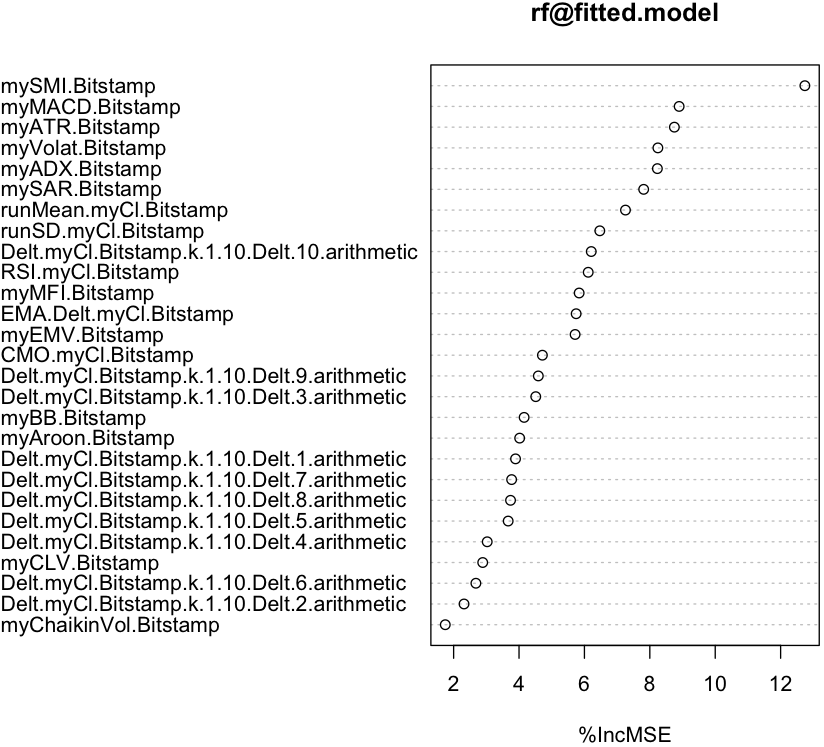 rf@fitted.model
mySMI.Bitstamp
myMACD.Bitstamp
myATR.Bitstamp
myVolat.Bitstamp
myADX.Bitstamp
mySAR.Bitstamp
runMean.myCl.Bitstamp
runSD.myCl.Bitstamp
Delt.myCl.Bitstamp.k.1.10.Delt.10.arithmetic
RSI.myCl.Bitstamp
myMFI.Bitstamp
EMA.Delt.myCl.Bitstamp
myEMV.Bitstamp
CMO.myCl.Bitstamp
Delt.myCl.Bitstamp.k.1.10.Delt.9.arithmetic
Delt.myCl.Bitstamp.k.1.10.Delt.3.arithmetic
myBB.Bitstamp
myAroon.Bitstamp
Delt.myCl.Bitstamp.k.1.10.Delt.1.arithmetic
Delt.myCl.Bitstamp.k.1.10.Delt.7.arithmetic
Delt.myCl.Bitstamp.k.1.10.Delt.8.arithmetic
Delt.myCl.Bitstamp.k.1.10.Delt.5.arithmetic
Delt.myCl.Bitstamp.k.1.10.Delt.4.arithmetic
myCLV.Bitstamp
Delt.myCl.Bitstamp.k.1.10.Delt.6.arithmetic
Delt.myCl.Bitstamp.k.1.10.Delt.2.arithmetic
myChaikinVol.Bitstamp
2 4 6 8 10 12
%IncMSE